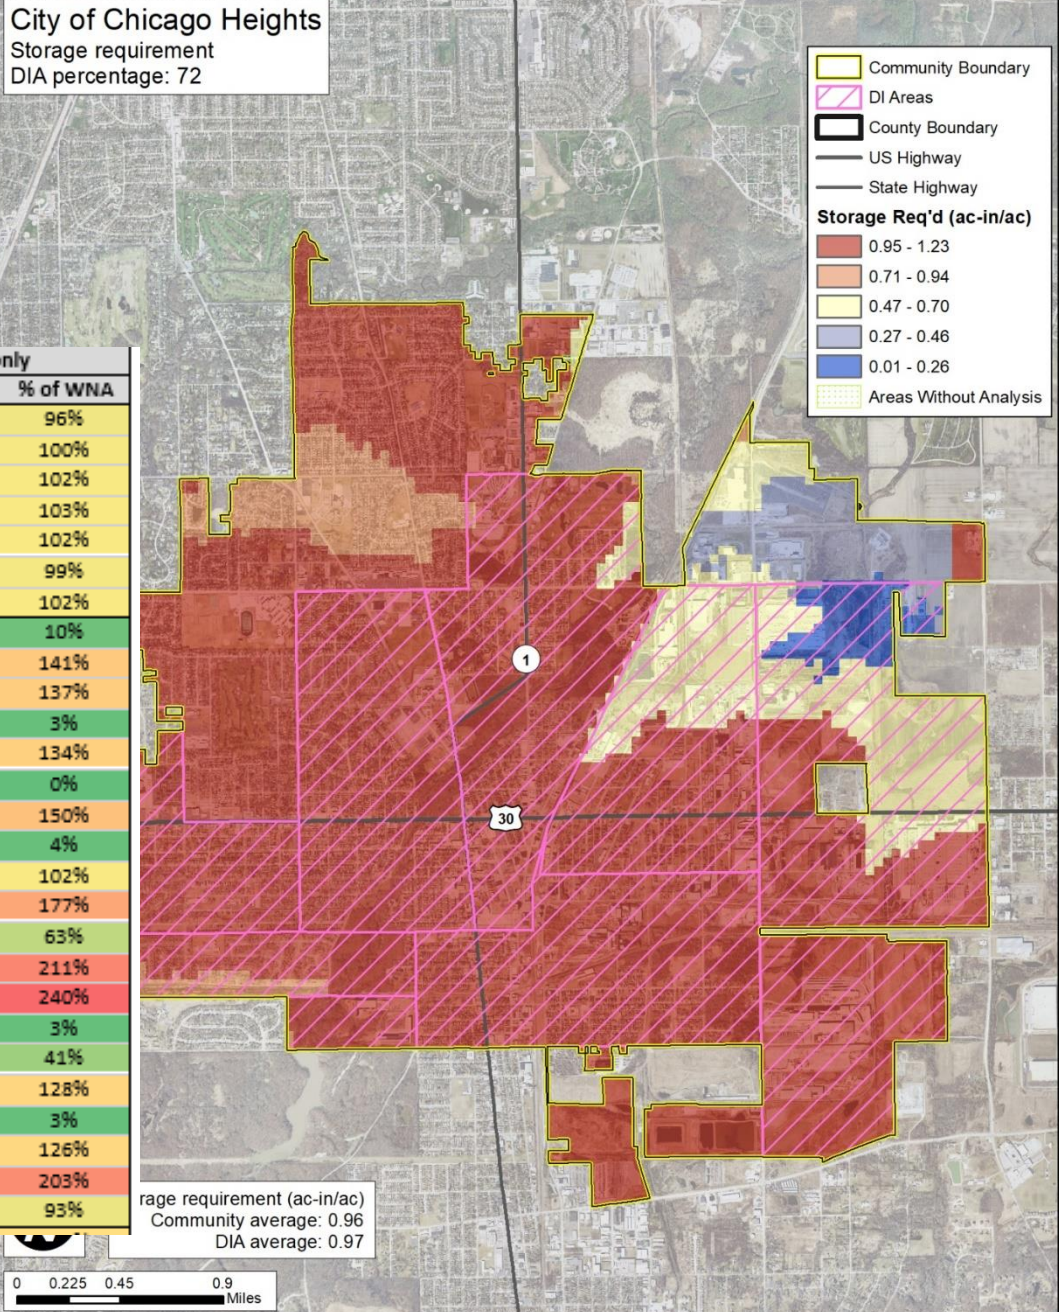 City of Chicago Heights
Storage requirement
DIA percentage: 72
Community Boundary
DI Areas
County Boundary
US Highway
State Highway
Storage Req'd (ac-in/ac)
0.95 - 1.23
0.71 - 0.94
0.47 - 0.70
0.27 - 0.46
0.01 - 0.26
Areas Without Analysis
nly
% of WNA
96%
100%
102%
103%
102%
99%
102%
10%
141%
137%
3%
134%
0%
150%
4%
102%
177%
63%
211%
240%
3%
41%
128%
3%
126%
203%
93%
1
30
rage requirement (ac-in/ac)
Community average: 0.96
DIA average: 0.97
0 0.225 0.45 0.9
Miles